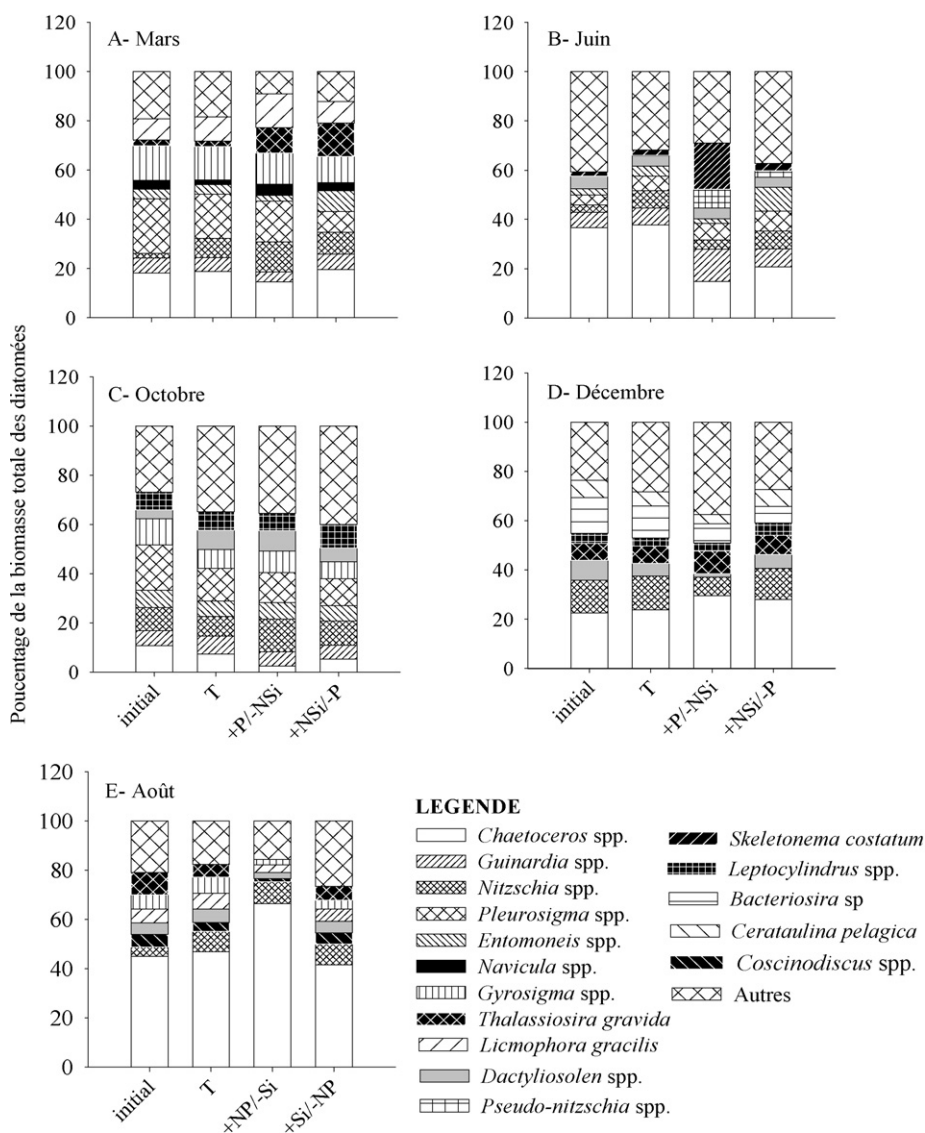 Poucentage de la biomasse totale des diatomées
A- Mars
120
100
80
60
40
20
0
B- Juin
120
100
80
60
40
20
0
C- Octobre
120
100
80
60
40
20
0
initial
T
+P/-NSi
+NSi/-P
D- Décembre
120
100
80
60
40
20
0
initial
T
+P/-NSi
+NSi/-P
E- Août
120
100
80
60
40
20
0
initial
T
+NP/-Si
+Si/-NP
LEGENDE
Chaetoceros spp.
Guinardia spp.
Nitzschia spp.
Pleurosigma spp.
Entomoneis spp.
Navicula spp.
Gyrosigma spp.
Thalassiosira gravida
Licmophora gracilis
Dactyliosolen spp.
Pseudo-nitzschia spp.
Skeletonema costatum
Leptocylindrus spp.
Bacteriosira sp
Cerataulina pelagica
Coscinodiscus spp.
Autres